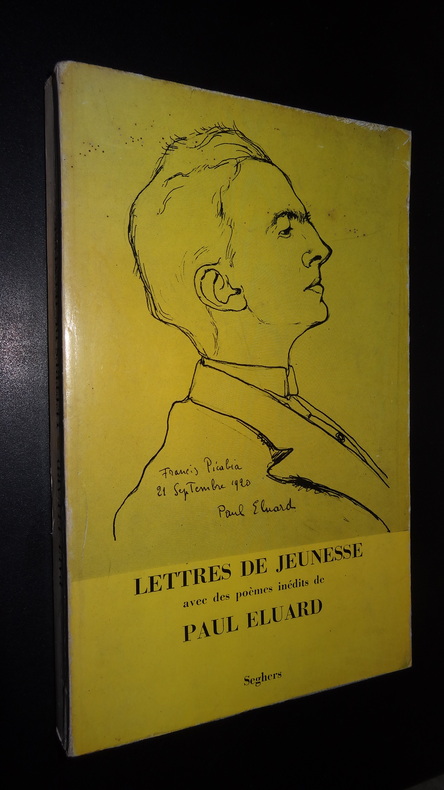 Francis Picabia
21 Septembre 1920
Paul Eluard
LETTRES DE JEUNESSE
avec des poèmes inédits de
PAUL ELUARD
Seghers